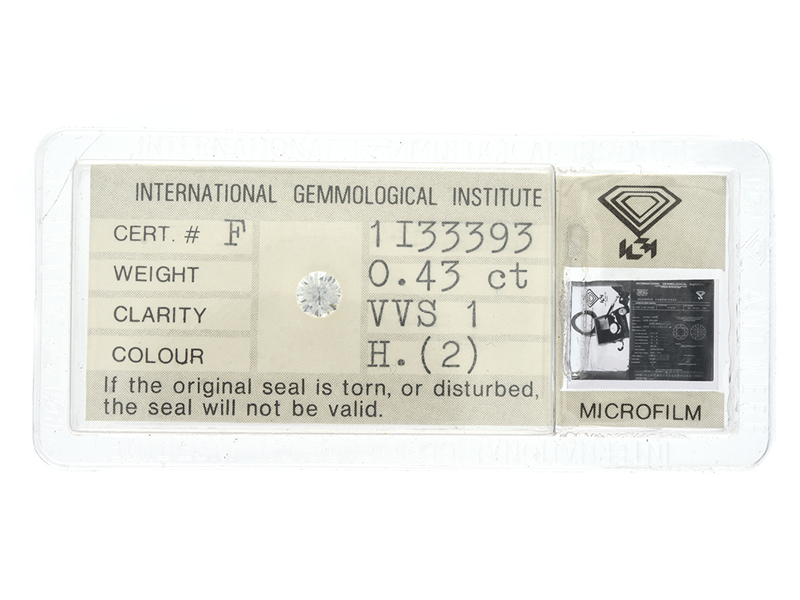 INTERNATIONAL GEMMOLOGICAL INSTITUTE
CERT. # F 1I33393
WEIGHT 0.43 ct
CLARITY VVS 1
COLOUR H.(2)
If the original seal is torn, or disturbed,
the seal will not be valid.
MICROFILM